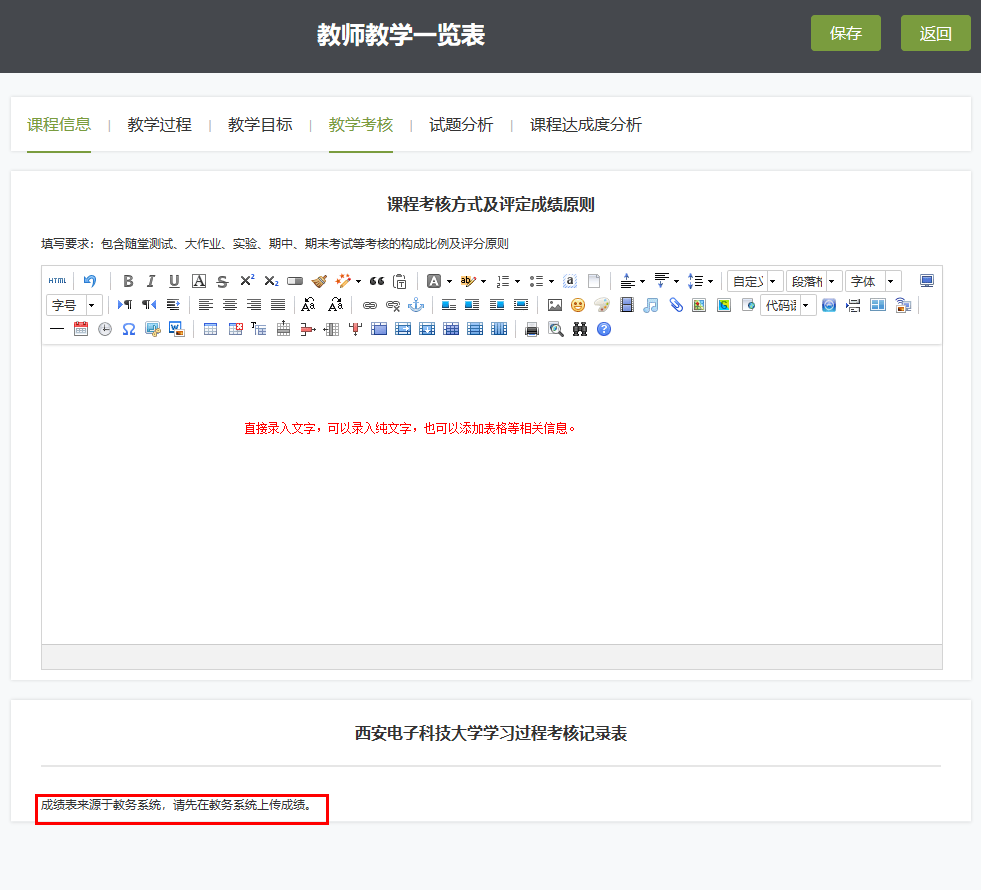 教师教学一览表
保存
返回
课程信息 | 教学过程 | 教学目标 | 教学考核 | 试题分析 | 课程达成度分析
课程考核方式及评定成绩原则
填写要求：包含随堂测试、大作业、实验、期中、期末考试等考核的构成比例及评分原则
HTML
自定义
字体
字号
直接录入文字，可以录入纯文字，也可以添加表格等相关信息。
西安电子科技大学学习过程考核记录表
成绩表来源于教务系统，请先在教务系统上传成绩。